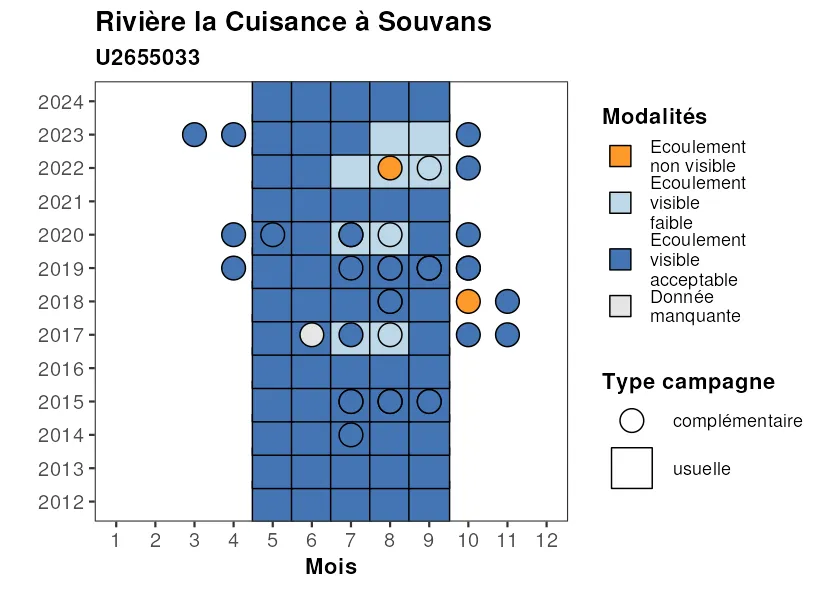 Rivière la Cuisance à Souvans
U2655033
2024
2023
2022
2021
2020
2019
2018
2017
2016
2015
2014
2013
2012
1 2 3 4 5 6 7 8 9 10 11 12
Mois
Modalités
Ecoulement
non visible
Ecoulement
visible
faible
Ecoulement
visible
acceptable
Donnée
manquante
Type campagne
complémentaire
usuelle